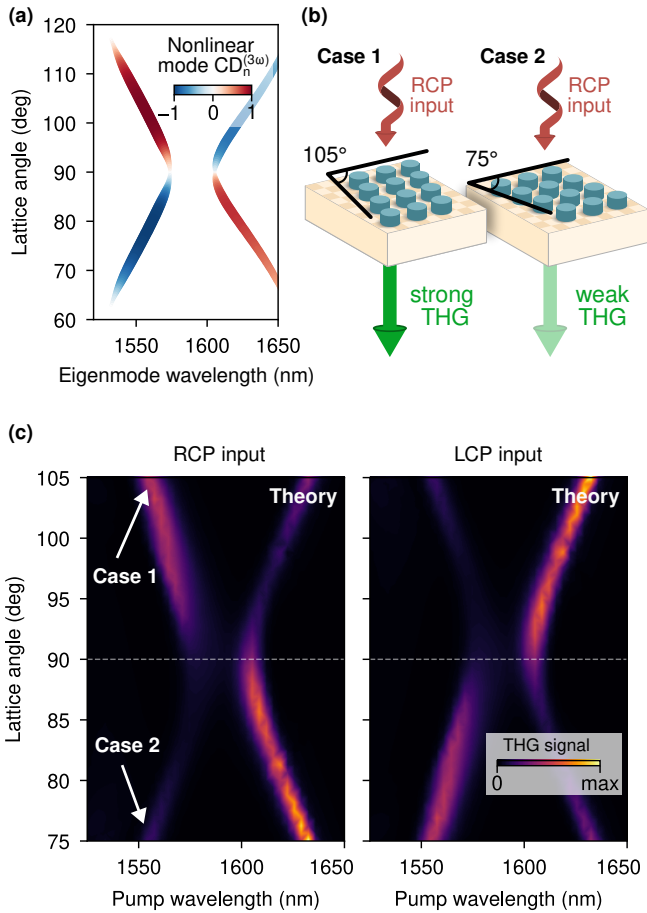 (a)
120
110
100
90
80
70
60
Lattice angle (deg)
Nonlinear
mode CD_n^(3ω)
−1 0 1
1550 1600 1650
Eigenmode wavelength (nm)
(b)
Case 1 Case 2
RCP
input
RCP
input
105°
75°
strong
THG
weak
THG
(c)
RCP input LCP input
105
100
95
90
85
80
75
Lattice angle (deg)
Theory
Case 1
Case 2
1550 1600 1650
Pump wavelength (nm)
Theory
THG signal
0 max
1550 1600 1650
Pump wavelength (nm)